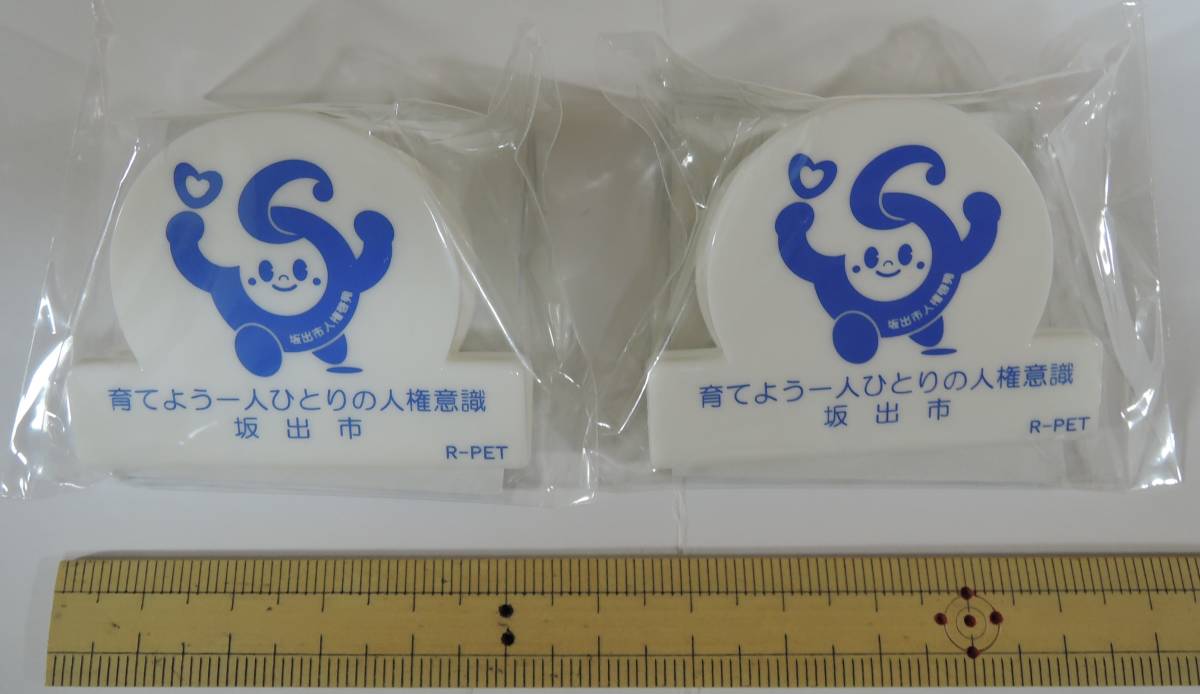 坂出市人権啓発
育てよう一人ひとりの人権意識
坂出市
R-PET
坂出市人権啓発
育てよう一人ひとりの人権意識
坂出市
R-PET